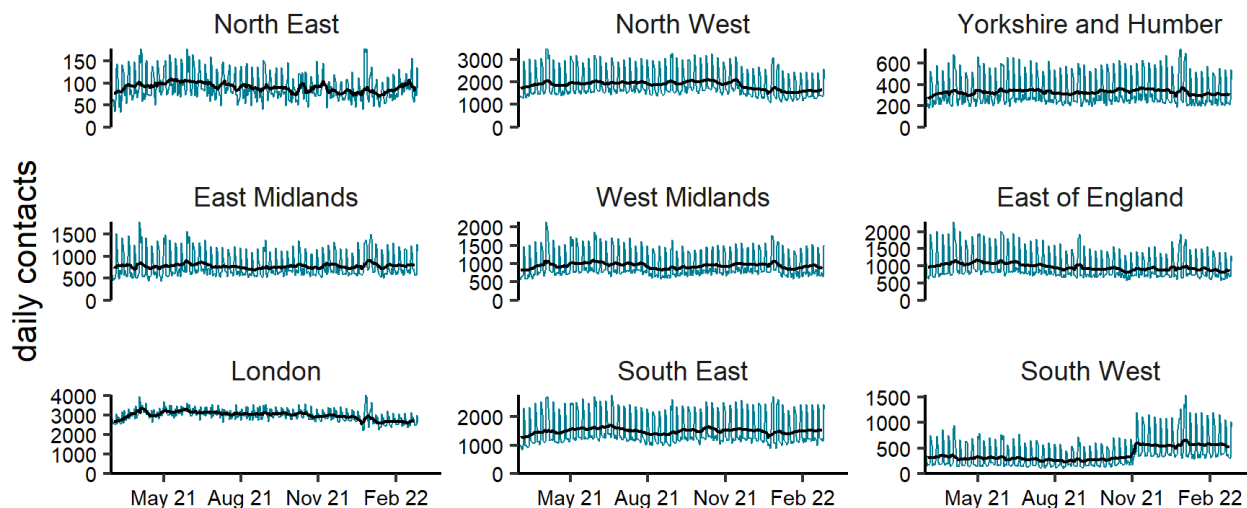 North East
North West
Yorkshire and Humber
150
100
50
0
3000
2000
1000
0
600
400
200
0
daily contacts
East Midlands
West Midlands
East of England
1500
1000
500
0
2000
1500
1000
500
0
2000
1500
1000
500
0
London
South East
South West
4000
3000
2000
1000
0
2000
1000
0
1500
1000
500
0
May 21 Aug 21 Nov 21 Feb 22
May 21 Aug 21 Nov 21 Feb 22
May 21 Aug 21 Nov 21 Feb 22